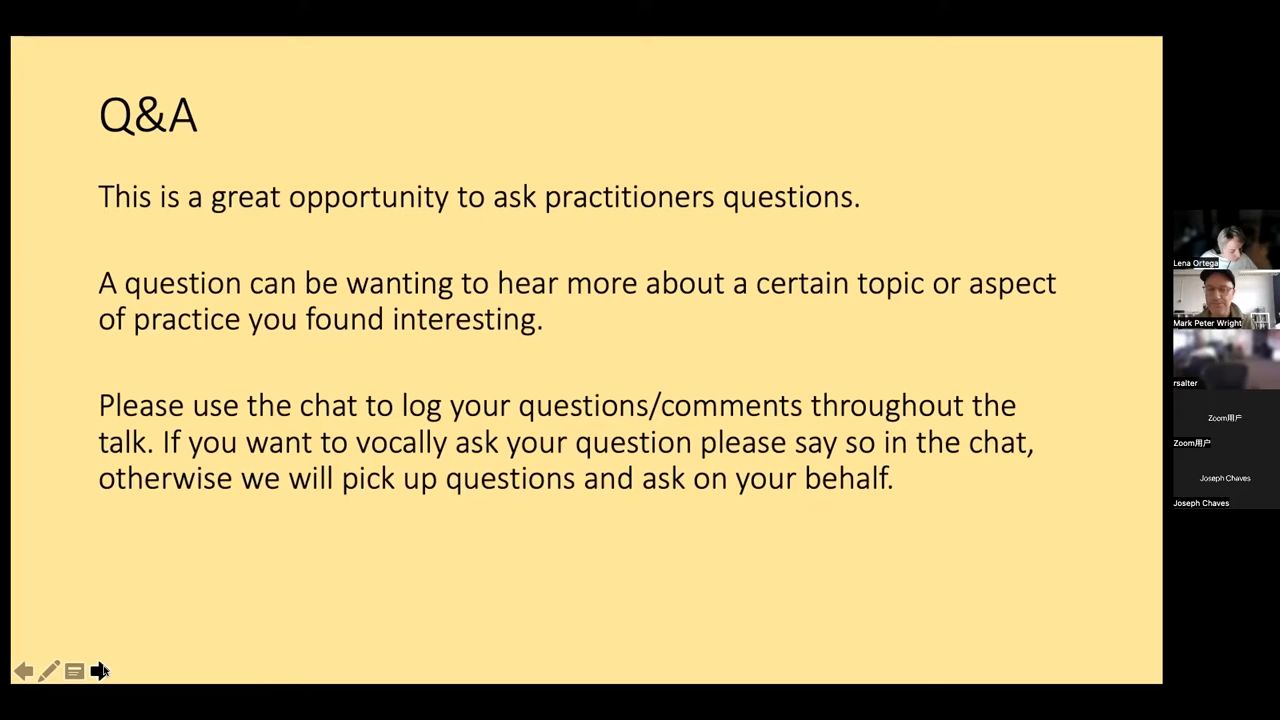 Q&A
This is a great opportunity to ask practitioners questions.
A question can be wanting to hear more about a certain topic or aspect
of practice you found interesting.
Please use the chat to log your questions/comments throughout the
talk. If you want to vocally ask your question please say so in the chat,
otherwise we will pick up questions and ask on your behalf.
Lena Ortega
Mark Peter Wright
rsalter
Zoom用户
Zoom用户
Joseph Chaves
Joseph Chaves